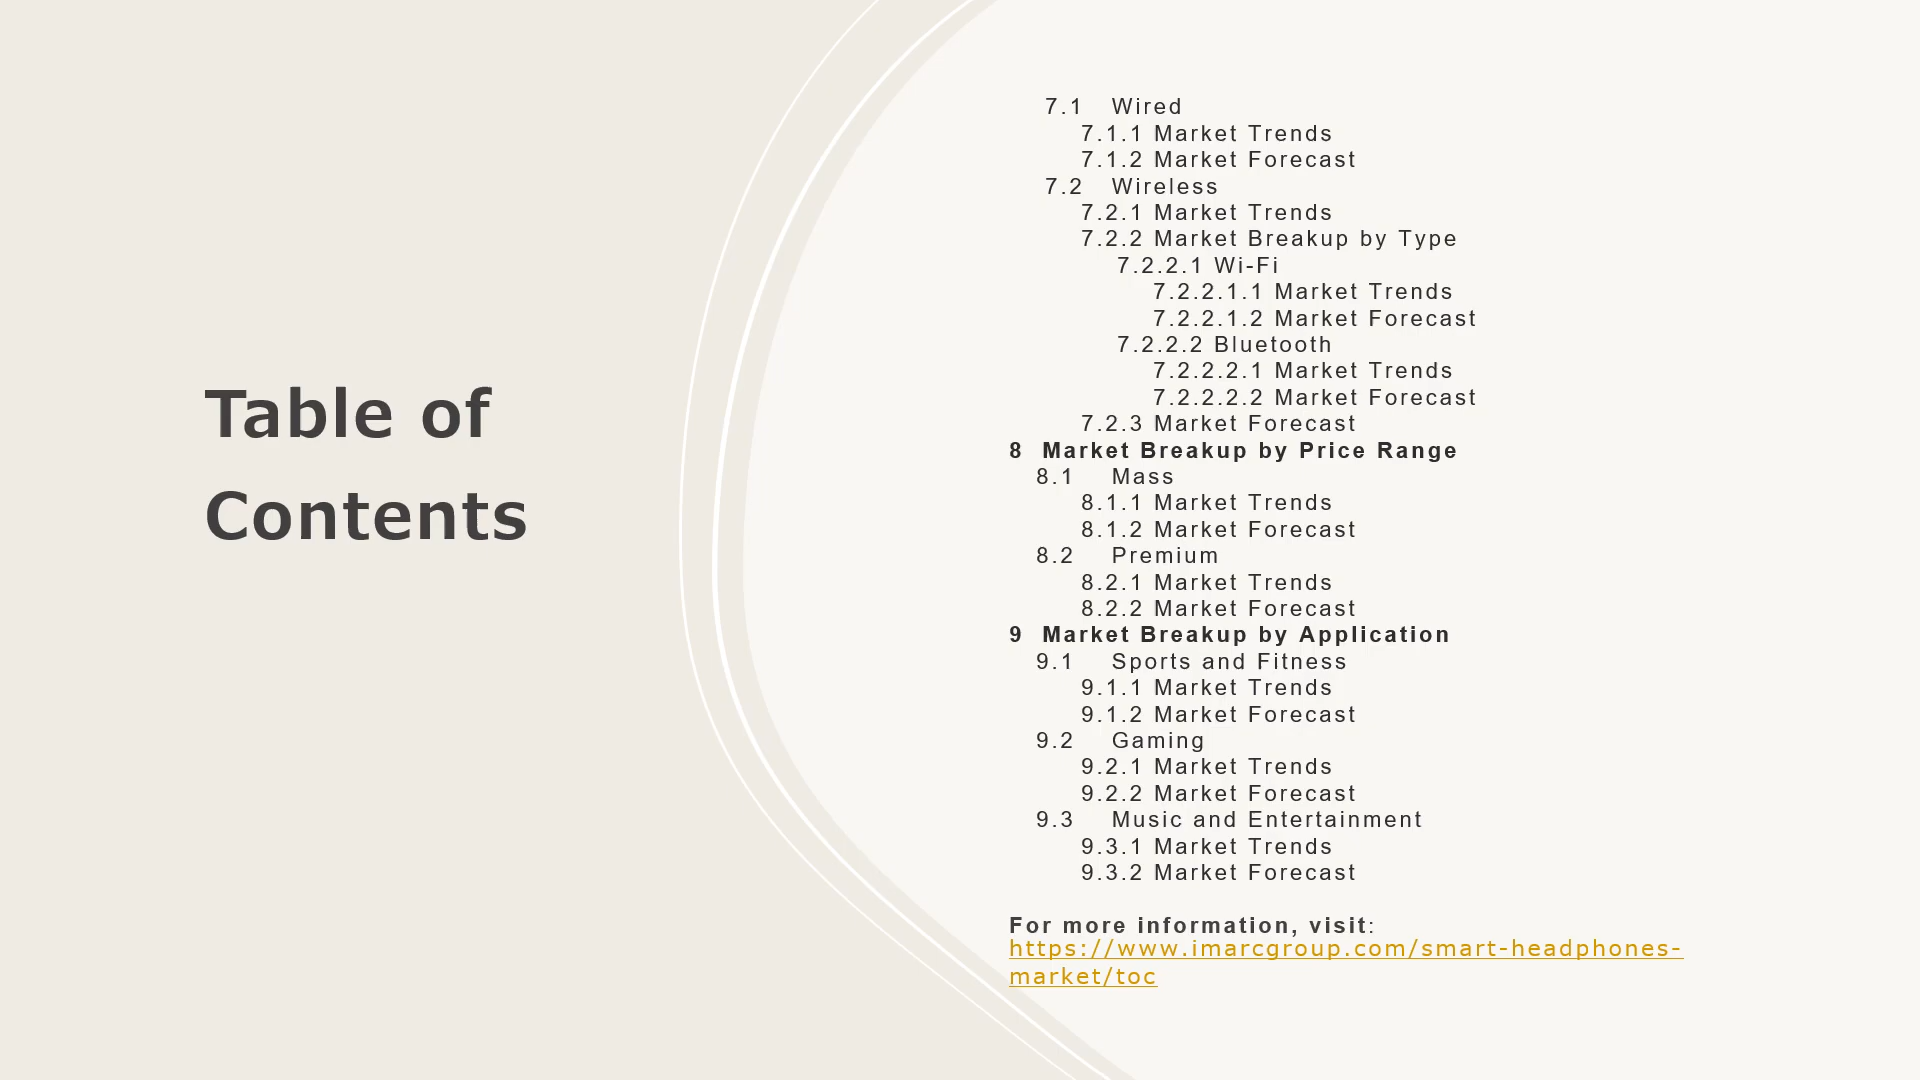 Table of
Contents
7.1 Wired
7.1.1 Market Trends
7.1.2 Market Forecast
7.2 Wireless
7.2.1 Market Trends
7.2.2 Market Breakup by Type
7.2.2.1 Wi-Fi
7.2.2.1.1 Market Trends
7.2.2.1.2 Market Forecast
7.2.2.2 Bluetooth
7.2.2.2.1 Market Trends
7.2.2.2.2 Market Forecast
7.2.3 Market Forecast
8 Market Breakup by Price Range
8.1 Mass
8.1.1 Market Trends
8.1.2 Market Forecast
8.2 Premium
8.2.1 Market Trends
8.2.2 Market Forecast
9 Market Breakup by Application
9.1 Sports and Fitness
9.1.1 Market Trends
9.1.2 Market Forecast
9.2 Gaming
9.2.1 Market Trends
9.2.2 Market Forecast
9.3 Music and Entertainment
9.3.1 Market Trends
9.3.2 Market Forecast
For more information, visit:
https://www.imarcgroup.com/smart-headphones-
market/toc